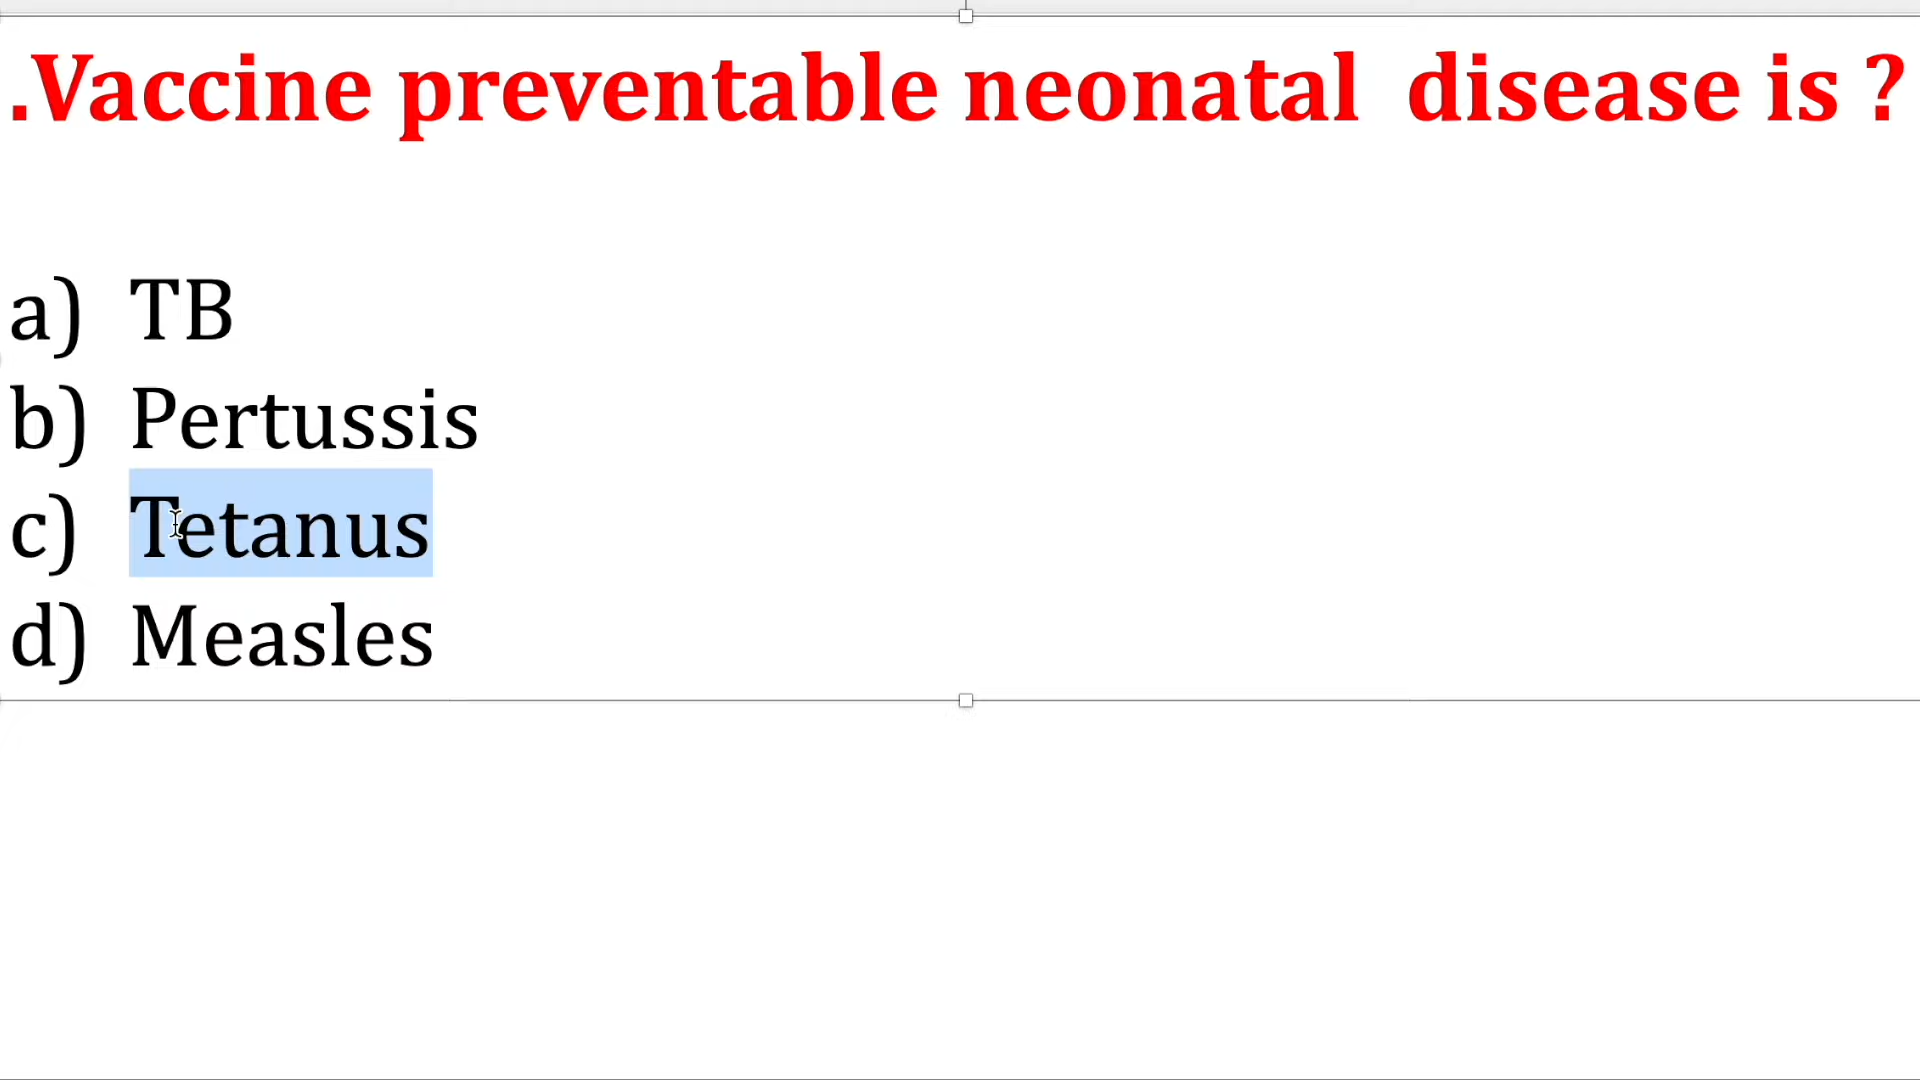 .Vaccine preventable neonatal  disease is ?
a) TB
b) Pertussis
c) Tetanus
d) Measles